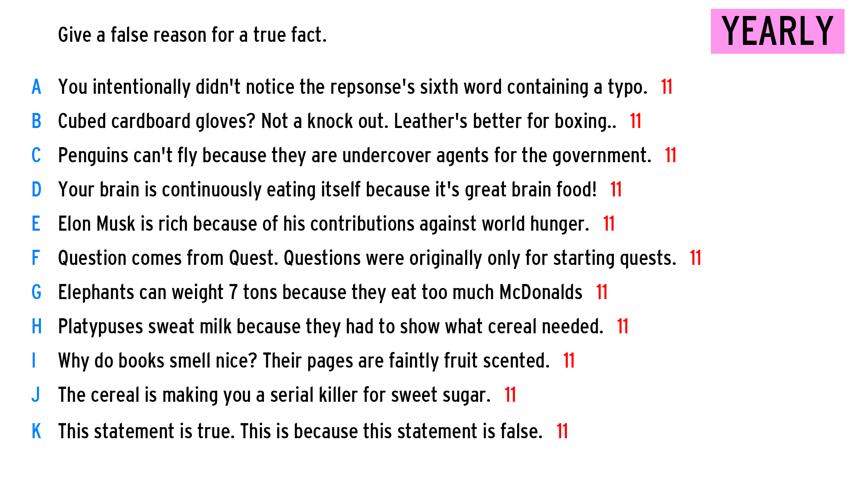 Give a false reason for a true fact.
YEARLY
A You intentionally didn't notice the repsonse's sixth word containing a typo. 11
B Cubed cardboard gloves? Not a knock out. Leather's better for boxing.. 11
C Penguins can't fly because they are undercover agents for the government. 11
D Your brain is continuously eating itself because it's great brain food! 11
E Elon Musk is rich because of his contributions against world hunger. 11
F Question comes from Quest. Questions were originally only for starting quests. 11
G Elephants can weight 7 tons because they eat too much McDonalds 11
H Platypuses sweat milk because they had to show what cereal needed. 11
I Why do books smell nice? Their pages are faintly fruit scented. 11
J The cereal is making you a serial killer for sweet sugar. 11
K This statement is true. This is because this statement is false. 11